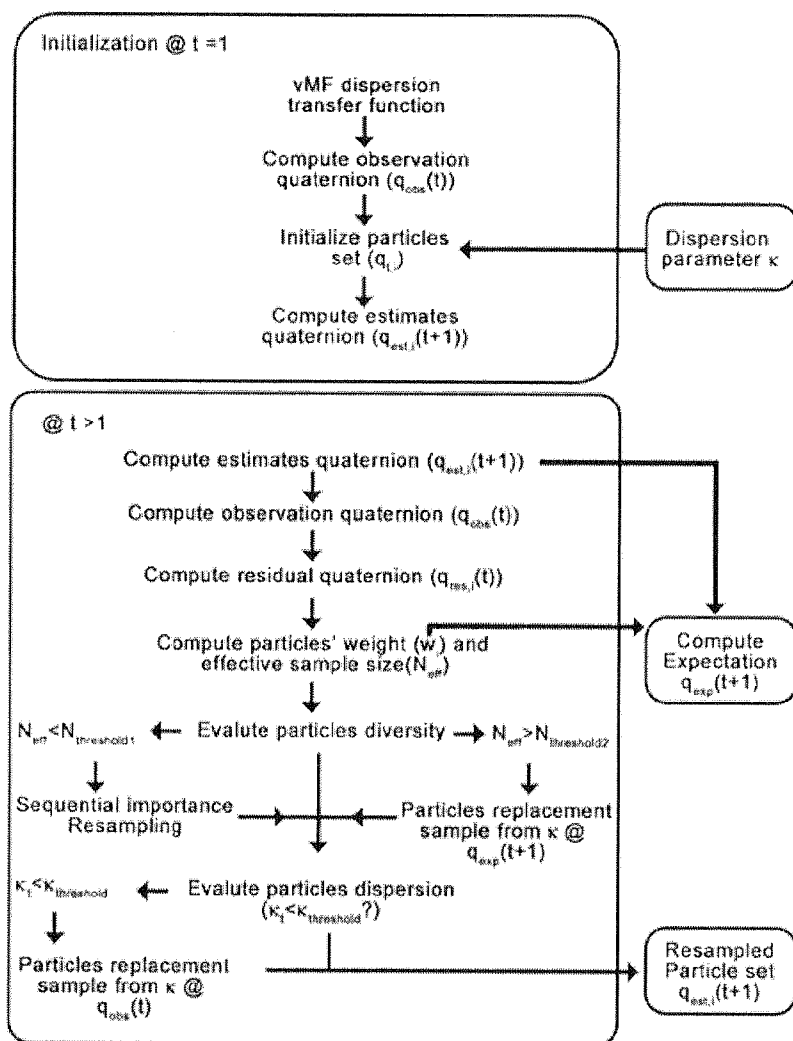 Initialization @ t =1
vMF dispersion
transfer function
Compute observation
quaternion (q_obs(t))
Initialize particles
set (q_t,i)
Dispersion
parameter κ
Compute estimates
quaternion (q_est,i(t+1))
@ t >1
Compute estimates quaternion (q_est,i(t+1))
Compute observation quaternion (q_obs(t))
Compute residual quaternion (q_res,i(t))
Compute particles' weight (w_i) and
effective sample size(N_eff)
Compute
Expectation
q_exp(t+1)
N_eff<N_threshold1
Evalute particles diversity
N_eff>N_threshold2
Sequential Importance
Resampling
Particles replacement
sample from κ @
q_exp(t+1)
κ_t<κ_threshold
Evalute particles dispersion
(κ_t<κ_threshold?)
Particles replacement
sample from κ @
q_obs(t)
Resampled
Particle set
q_est,i(t+1)